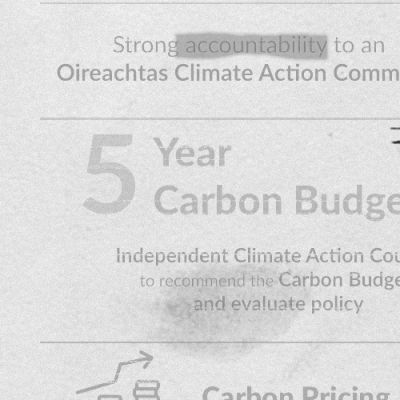 Strong accountability to an
Oireachtas Climate Action Comm
5 Year
Carbon Budge
Independent Climate Action Cou
to recommend the Carbon Budge
and evaluate policy
Carbon Pricing